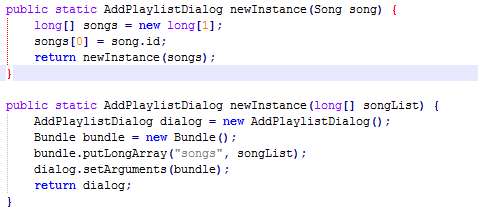 public static AddPlaylistDialog newInstance(Song song) {
    long[] songs = new long[1];
    songs[0] = song.id;
    return newInstance(songs);
}

public static AddPlaylistDialog newInstance(long[] songList) {
    AddPlaylistDialog dialog = new AddPlaylistDialog();
    Bundle bundle = new Bundle();
    bundle.putLongArray("songs", songList);
    dialog.setArguments(bundle);
    return dialog;
}